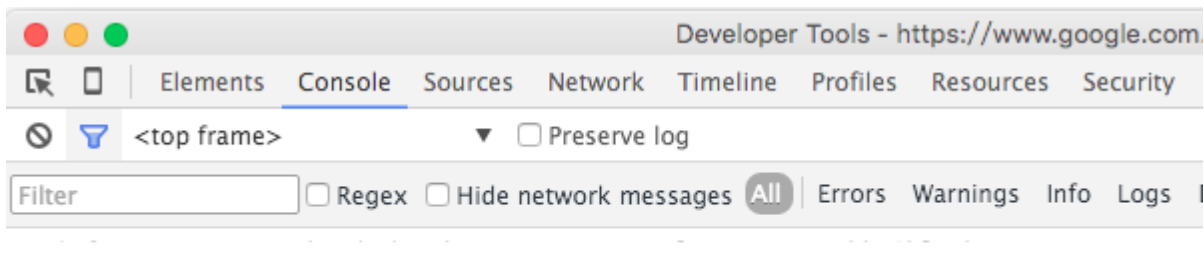 Developer Tools - https://www.google.com.
Elements Console Sources Network Timeline Profiles Resources Security
<top frame> ▼ Preserve log
Filter Regex Hide network messages All Errors Warnings Info Logs